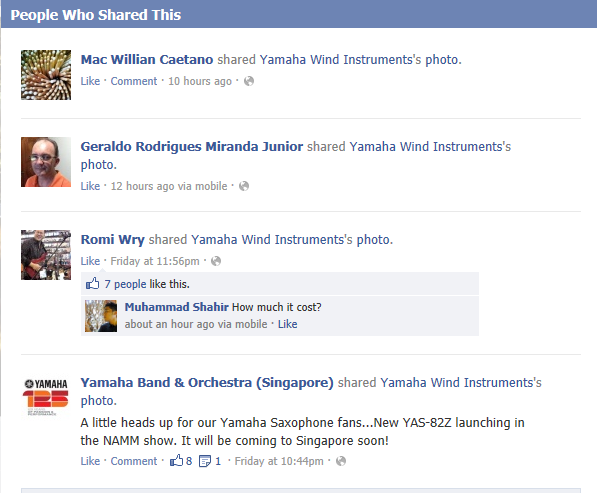 People Who Shared This
Mac Willian Caetano shared Yamaha Wind Instruments's photo.
Like · Comment · 10 hours ago ·
Geraldo Rodrigues Miranda Junior shared Yamaha Wind Instruments's
photo.
Like · 12 hours ago via mobile ·
Romi Wry shared Yamaha Wind Instruments's photo.
Like · Friday at 11:56pm ·
7 people like this.
Muhammad Shahir How much it cost?
about an hour ago via mobile · Like
YAMAHA
125
Yamaha Band & Orchestra (Singapore) shared Yamaha Wind Instruments's
photo.
A little heads up for our Yamaha Saxophone fans...New YAS-82Z launching in
the NAMM show. It will be coming to Singapore soon!
Like · Comment · 8 1 · Friday at 10:44pm ·